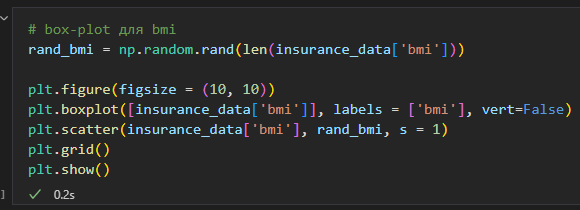 # box-plot для bmi
rand_bmi = np.random.rand(len(insurance_data['bmi']))
plt.figure(figsize = (10, 10))
plt.boxplot([insurance_data['bmi']], labels = ['bmi'], vert=False)
plt.scatter(insurance_data['bmi'], rand_bmi, s = 1)
plt.grid()
plt.show()
] ✓ 0.2s